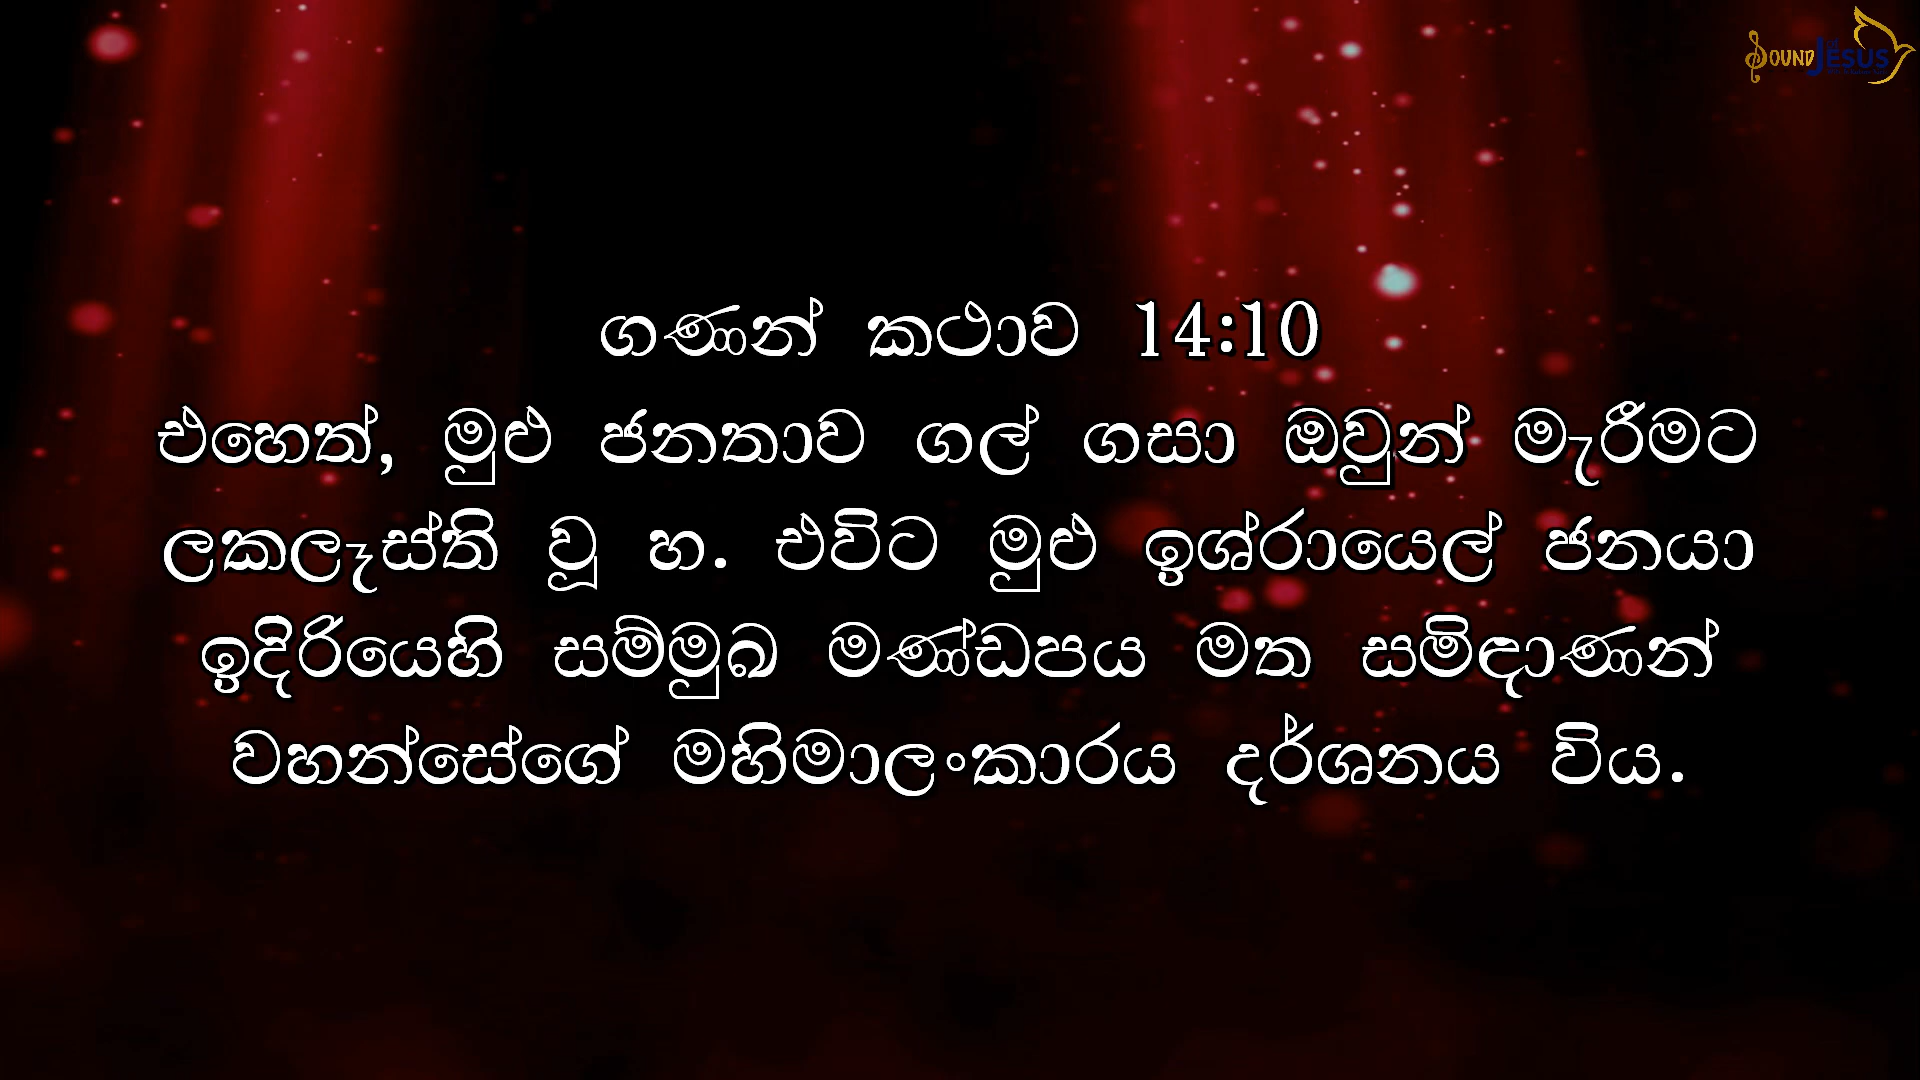 Sound of Jesus
ගණන් කථාව 14:10
එහෙත්, මුළු ජනතාව ගල් ගසා ඔවුන් මැරීමට
ලකලෑස්ති වූ හ. එවිට මුළු ඉශ්රායෙල් ජනයා
ඉදිරියෙහි සම්මුඛ මණ්ඩපය මත සමිඳාණන්
වහන්සේගේ මහිමාලංකාරය දර්ශනය විය.